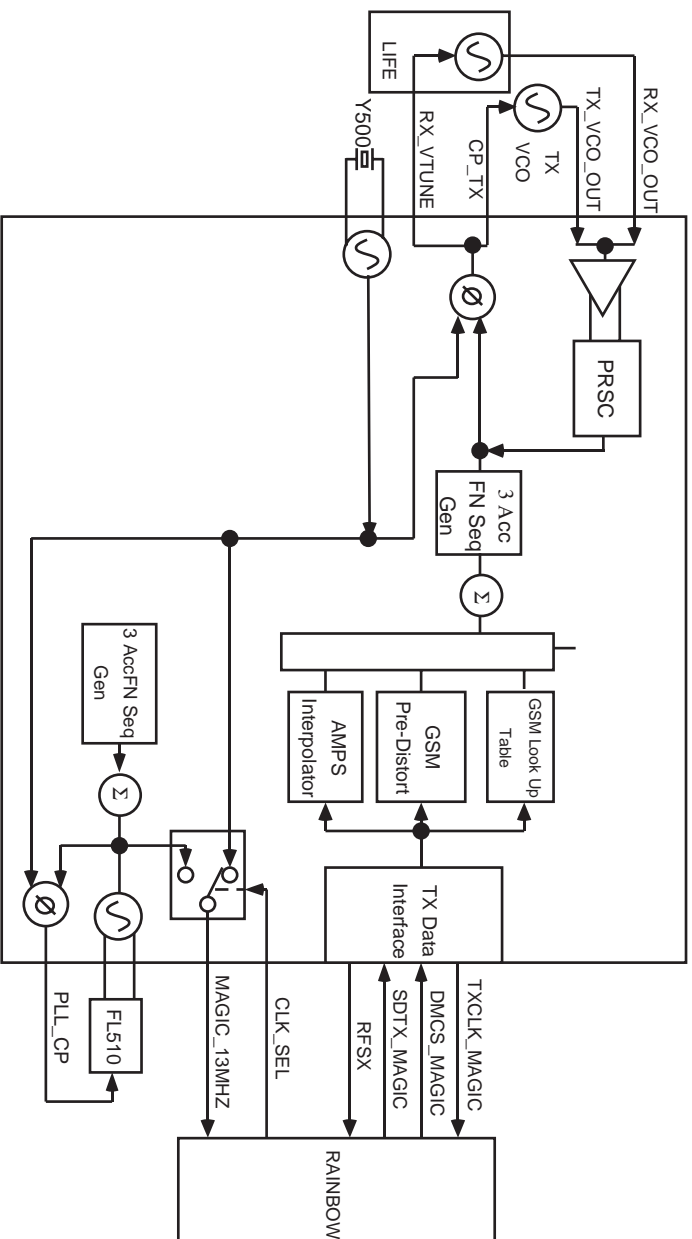 LIFE
RX_VCO_OUT
TX_VCO_OUT
TX
VCO
CP_TX
RX_VTUNE
Y500
PRSC
Ø
3 Acc
FN Seq
Gen
Σ
GSM Look Up
Table
GSM
Pre-Distort
AMPS
Interpolator
TX Data
Interface
TXCLK_MAGIC
DMCS_MAGIC
SDTX_MAGIC
RFSX
CLK_SEL
MAGIC_13MHZ
RAINBOW
3 AccFN Seq
Gen
Σ
Ø
FL510
PLL_CP